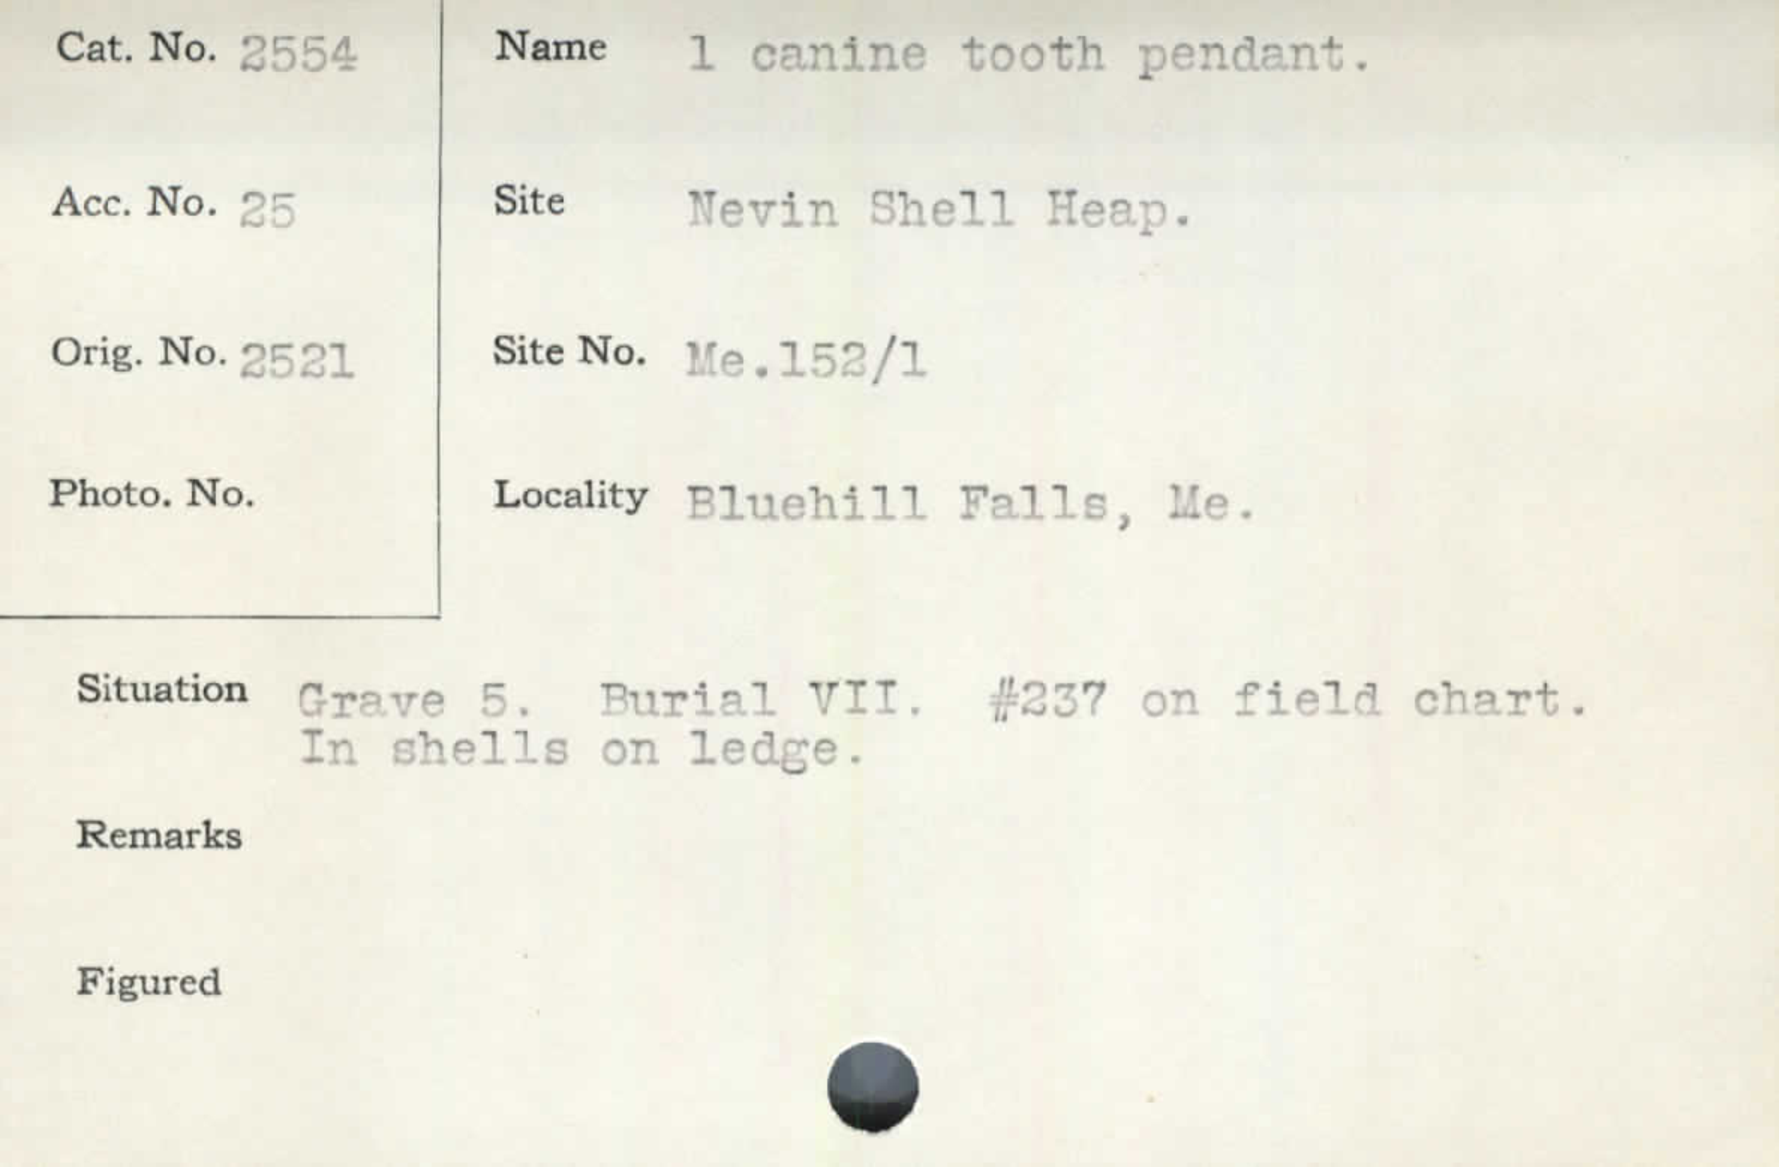 Cat. No. 2554
Name 1 canine tooth pendant.
Acc. No. 25
Site Nevin Shell Heap.
Orig. No. 2521
Site No. Me.152/1
Photo. No.
Locality Bluehill Falls, Me.
Situation Grave 5. Burial VII. #237 on field chart.
In shells on ledge.
Remarks
Figured